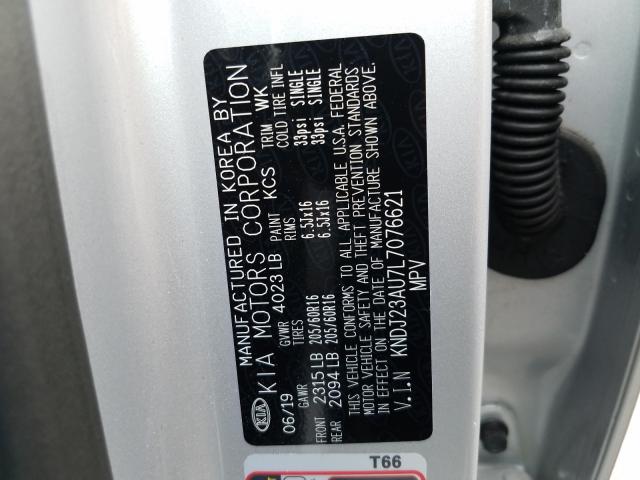 MANUFACTURED IN KOREA BY
KIA KIA MOTORS CORPORATION
06/19 GVWR 4023 LB PAINT KCS TRIM WK
GAWR TIRES RIMS COLD TIRE INFL
FRONT 2315 LB 205/60R16 6.5Jx16 33psi SINGLE
REAR 2094 LB 205/60R16 6.5Jx16 33psi SINGLE
THIS VEHICLE CONFORMS TO ALL APPLICABLE U.S.A. FEDERAL
MOTOR VEHICLE SAFETY AND THEFT PREVENTION STANDARDS
IN EFFECT ON THE DATE OF MANUFACTURE SHOWN ABOVE.
V.I.N KNDJ23AU7L7076621
MPV
T66